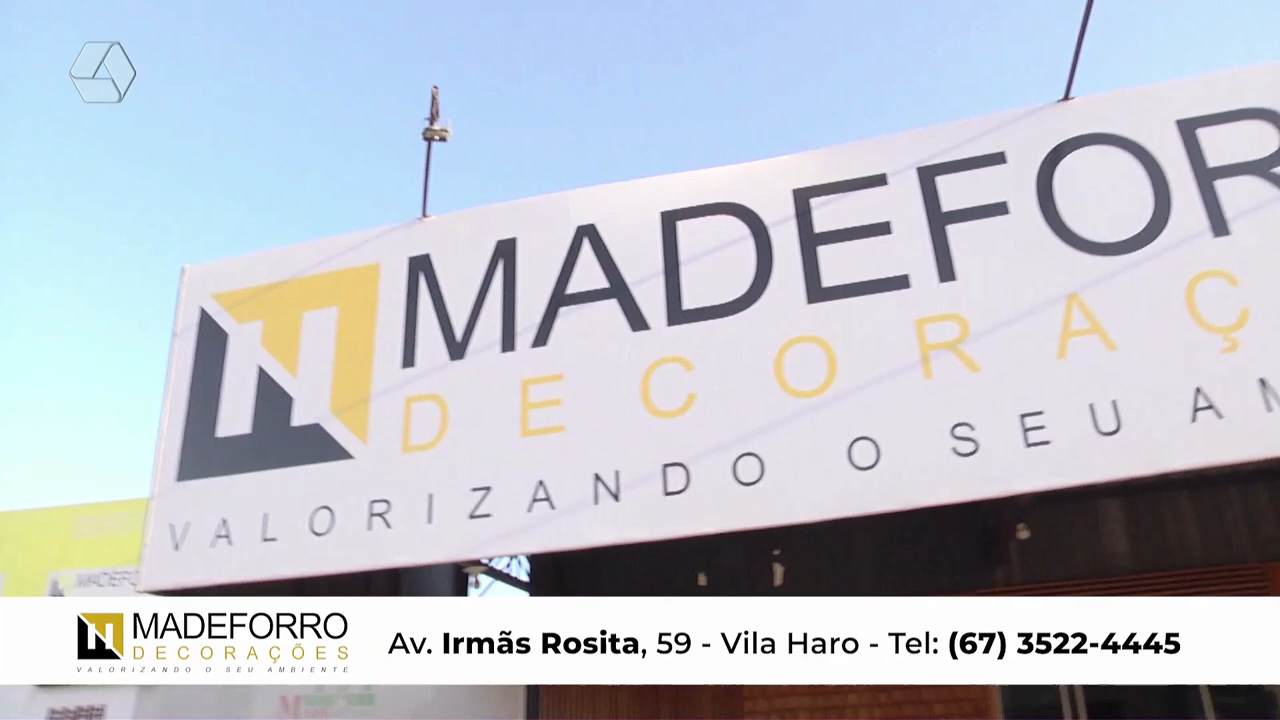 MADEFOR
DECORAÇ
VALORIZANDO O SEU AM
MADEFO
MADEFORRO
DECORAÇÕES
VALORIZANDO O SEU AMBIENTE
Av. Irmãs Rosita, 59 - Vila Haro - Tel: (67) 3522-4445